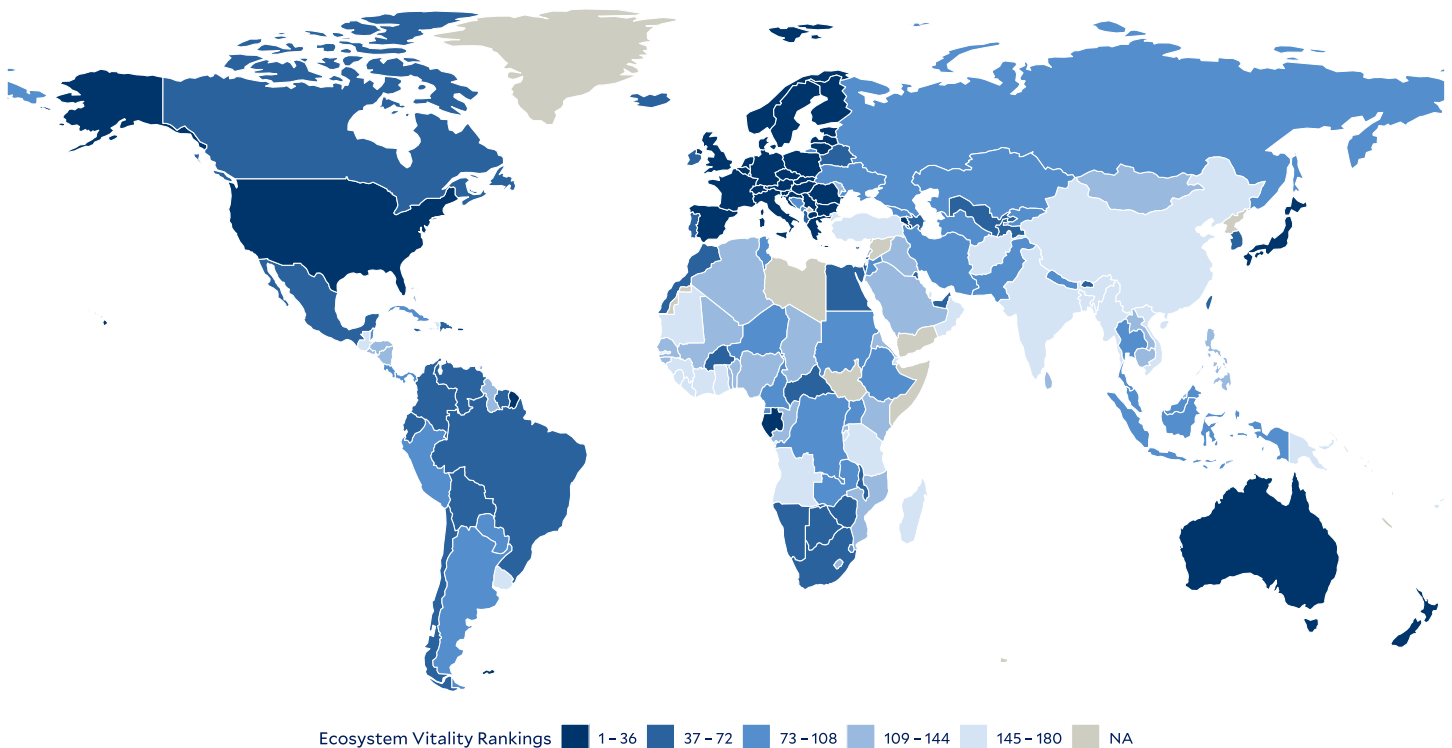 Ecosystem Vitality Rankings 1 – 36 37 – 72 73 – 108 109 – 144 145 – 180 NA